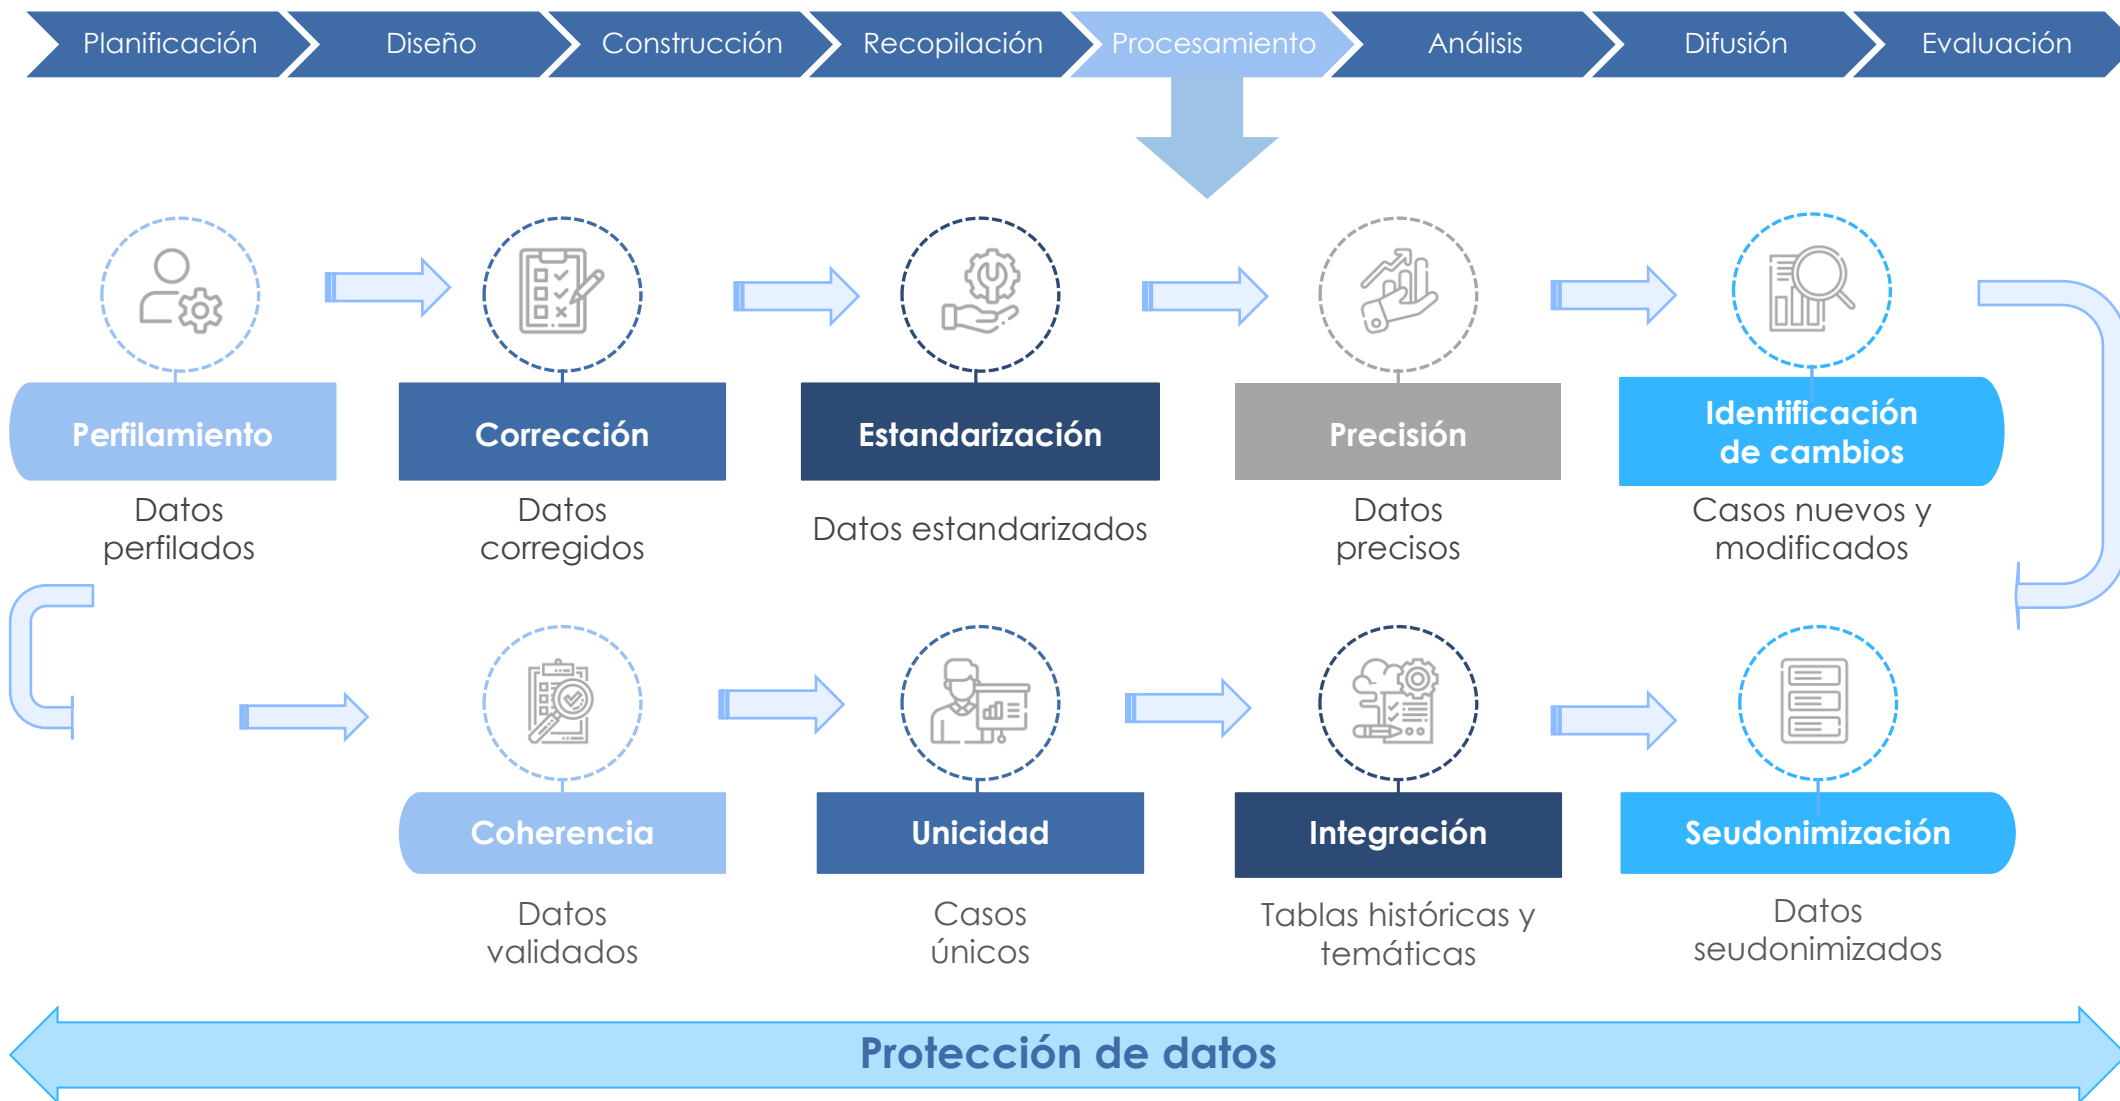 Planificación
Diseño
Construcción
Recopilación
Procesamiento
Análisis
Difusión
Evaluación
Perfilamiento
Corrección
Estandarización
Precisión
Identificación
de cambios
Datos
perfilados
Datos
corregidos
Datos estandarizados
Datos
precisos
Casos nuevos y
modificados
Coherencia
Unicidad
Integración
Seudonimización
Datos
validados
Casos
únicos
Tablas históricas y
temáticas
Datos
seudonimizados
Protección de datos